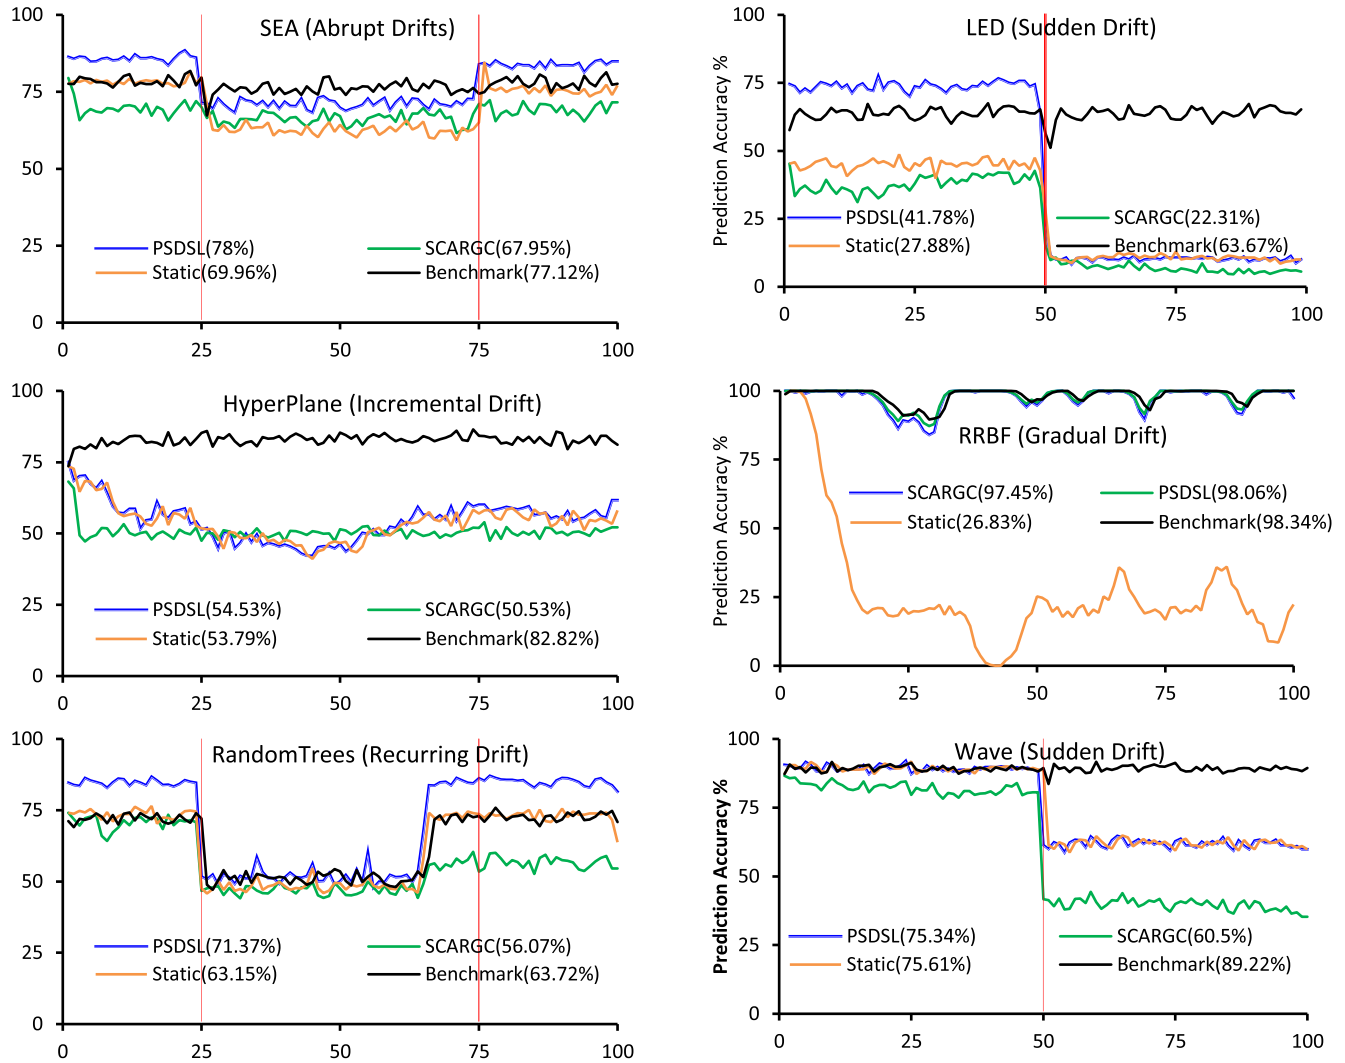 SEA (Abrupt Drifts)
100
75
50
25
0
PSDSL(78%)
SCARGC(67.95%)
Static(69.96%)
Benchmark(77.12%)
0 25 50 75 100
LED (Sudden Drift)
Prediction Accuracy %
100
75
50
25
0
PSDSL(41.78%)
SCARGC(22.31%)
Static(27.88%)
Benchmark(63.67%)
0 25 50 75 100
HyperPlane (Incremental Drift)
100
75
50
25
0
PSDSL(54.53%)
SCARGC(50.53%)
Static(53.79%)
Benchmark(82.82%)
0 25 50 75 100
RRBF (Gradual Drift)
Prediction Accuracy %
100
75
50
25
0
SCARGC(97.45%)
PSDSL(98.06%)
Static(26.83%)
Benchmark(98.34%)
0 25 50 75 100
RandomTrees (Recurring Drift)
100
75
50
25
0
PSDSL(71.37%)
SCARGC(56.07%)
Static(63.15%)
Benchmark(63.72%)
0 25 50 75 100
Wave (Sudden Drift)
Prediction Accuracy %
100
75
50
25
0
PSDSL(75.34%)
SCARGC(60.5%)
Static(75.61%)
Benchmark(89.22%)
0 25 50 75 100